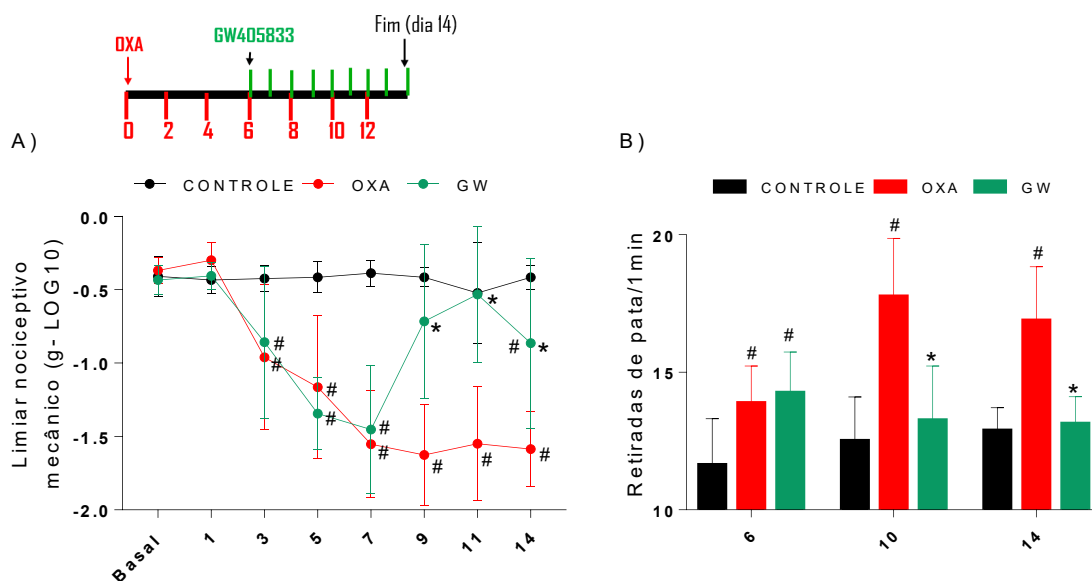 Fim (dia 14)
GW405833
OXA
0 2 4 6 8 10 12
A)
CONTROLE OXA GW
Limiar nociceptivo
mecânico (g- LOG10)
0.0
-0.5
-1.0
-1.5
-2.0
# # # # # # # # # #
* * * 
Basal 1 3 5 7 9 11 14
B)
CONTROLE OXA GW
Retiradas de pata/1min
20
15
10
# # # * # *
6 10 14